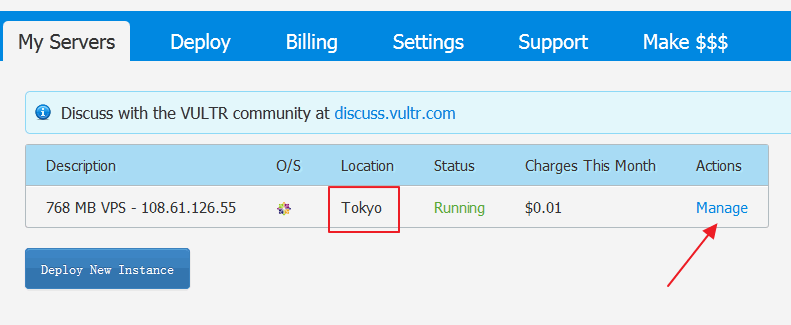 My Servers Deploy Billing Settings Support Make $$$
Discuss with the VULTR community at discuss.vultr.com
Description O/S Location Status Charges This Month Actions
768 MB VPS - 108.61.126.55 Tokyo Running $0.01 Manage
Deploy New Instance